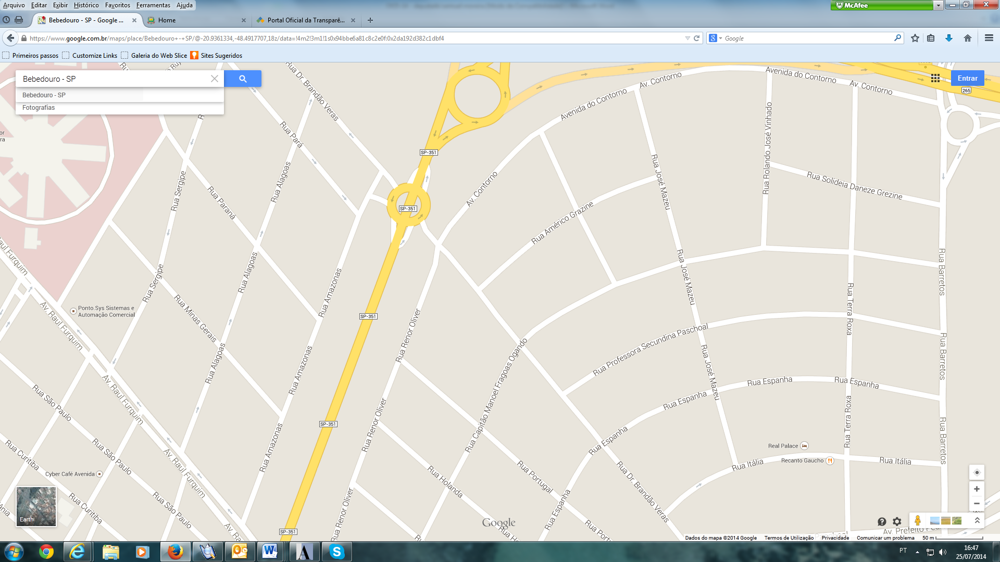 Arquivo Editar Exibir Histórico Favoritos Ferramentas Ajuda
McAfee
Bebedouro - SP - Google ...
Home
Portal Oficial da Transparê...
https://www.google.com.br/maps/place/Bebedouro+-+SP/@-20.9361334,-48.4917707,18z/data=!4m2!3m1!1s0x94bbe6a81c8c2e0f:0x2da192d382c1dbf4
Google
Primeiros passos
Customize Links
Galeria do Web Slice
Sites Sugeridos
Bebedouro - SP
Bebedouro - SP
Fotografias
Entrar
265
Rua Dr. Brandão Veras
Av. Contorno
Avenida do Contorno
Av. Contorno
Avenida do Contorno
Rua Pará
Rua Rolando José Vinhado
SP-351
Rua Sergipe
Rua Alagoas
Av. Contorno
Rua José Mazeu
Rua Solideia Daneze Grezine
Rua Paraná
SP-351
Rua Américo Grazine
Raul Furquim
Rua Sergipe
Rua Alagoas
Rua Amazonas
Rua José Mazeu
Rua Barretos
Rua Terra Roxa
Ponto.Sys Sistemas e
Automação Comercial
Av. Raul Furquim
Rua Minas Gerais
SP-351
Rua Renor Oliver
Rua Professora Secundina Paschoal
Rua Barretos
Rua Alagoas
Rua Amazonas
Rua Capitão Manoel Fragoas Ogando
Rua José Mazeu
Rua Espanha
Rua Espanha
Rua São Paulo
Av. Raul Furquim
Rua Espanha
Rua Terra Roxa
Rua Renor Oliver
SP-351
Rua Barretos
Rua Curitiba
Rua São Paulo
Rua Amazonas
Rua Espanha
Real Palace
Recanto Gaucho
Rua Itália
Rua Itália
Cyber Café Avenida
Av. Raul Furquim
Rua Holanda
Rua Portugal
Rua Dr. Brandão Veras
Rua Curitiba
Rua São Paulo
Rua Renor Oliver
Rua Espanha
Earth
Google
SP-351
Av. Prefeito
Dados do mapa ©2014 Google
Termos de Utilização
Privacidade
Comunicar um problema
50 m
PT
16:47
25/07/2014